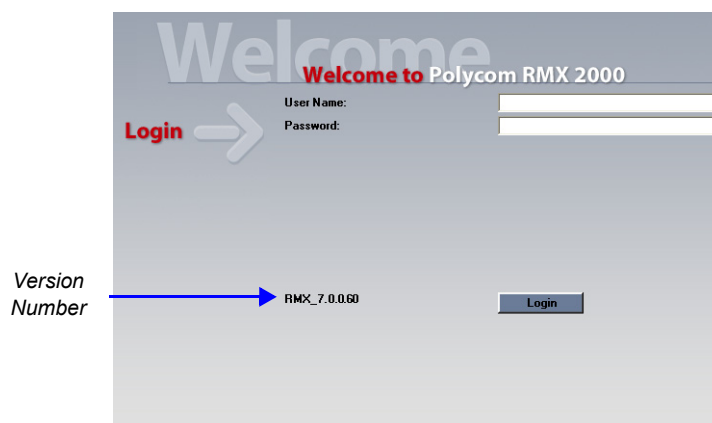 Welcome
Welcome to Polycom RMX 2000
User Name:
Password:
Login
Version
Number
RMX_7.0.0.60
Login